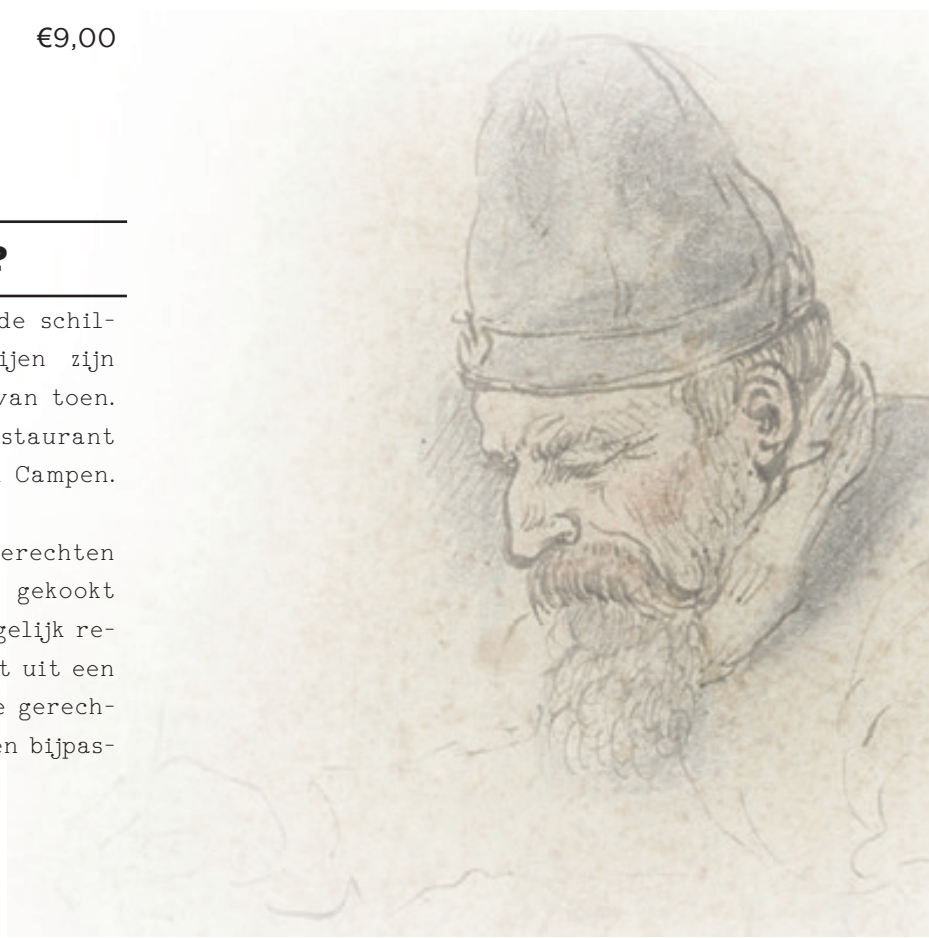 €9,00
?
de schil-
ijen zijn
van toen.
staurant
Campen.
erechten
gekookt
gelijk re-
t uit een
e gerech-
en bijpas-